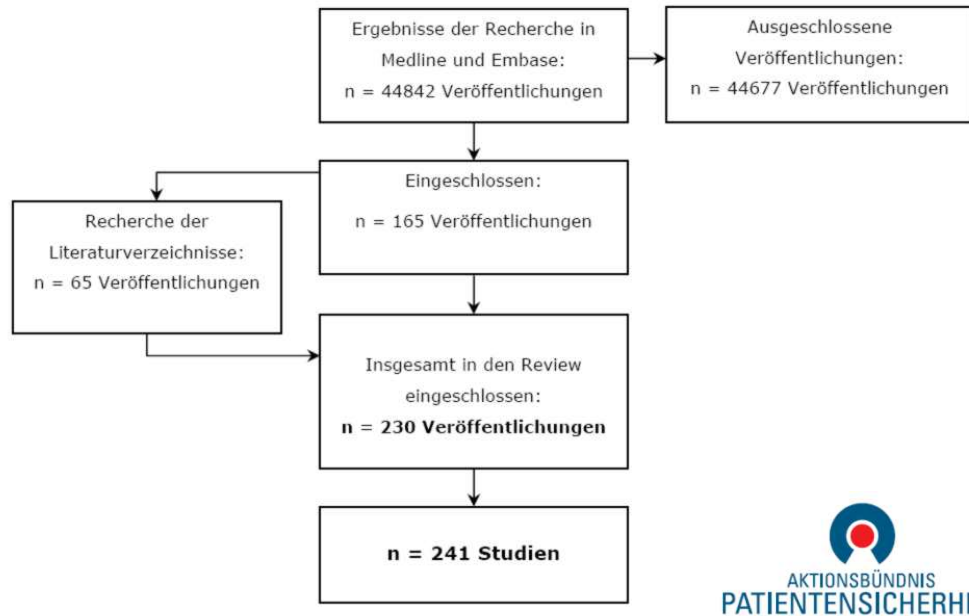 Ergebnisse der Recherche in
Medline und Embase:
n = 44842 Veröffentlichungen
Ausgeschlossene
Veröffentlichungen:
n = 44677 Veröffentlichungen
Eingeschlossen:
n = 165 Veröffentlichungen
Recherche der
Literaturverzeichnisse:
n = 65 Veröffentlichungen
Insgesamt in den Review
eingeschlossen:
n = 230 Veröffentlichungen
n = 241 Studien
AKTIONSBÜNDNIS
PATIENTENSICHERH